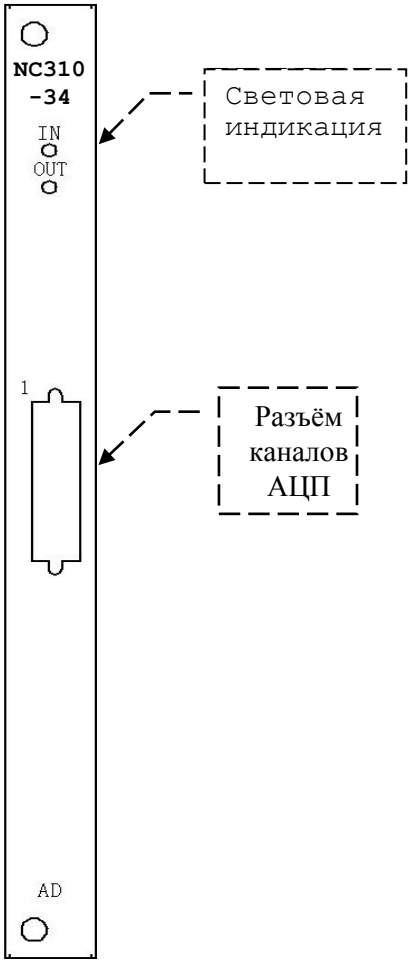 NC310
-34
IN
OUT
Световая
индикация
1
Разъём
каналов
АЦП
AD